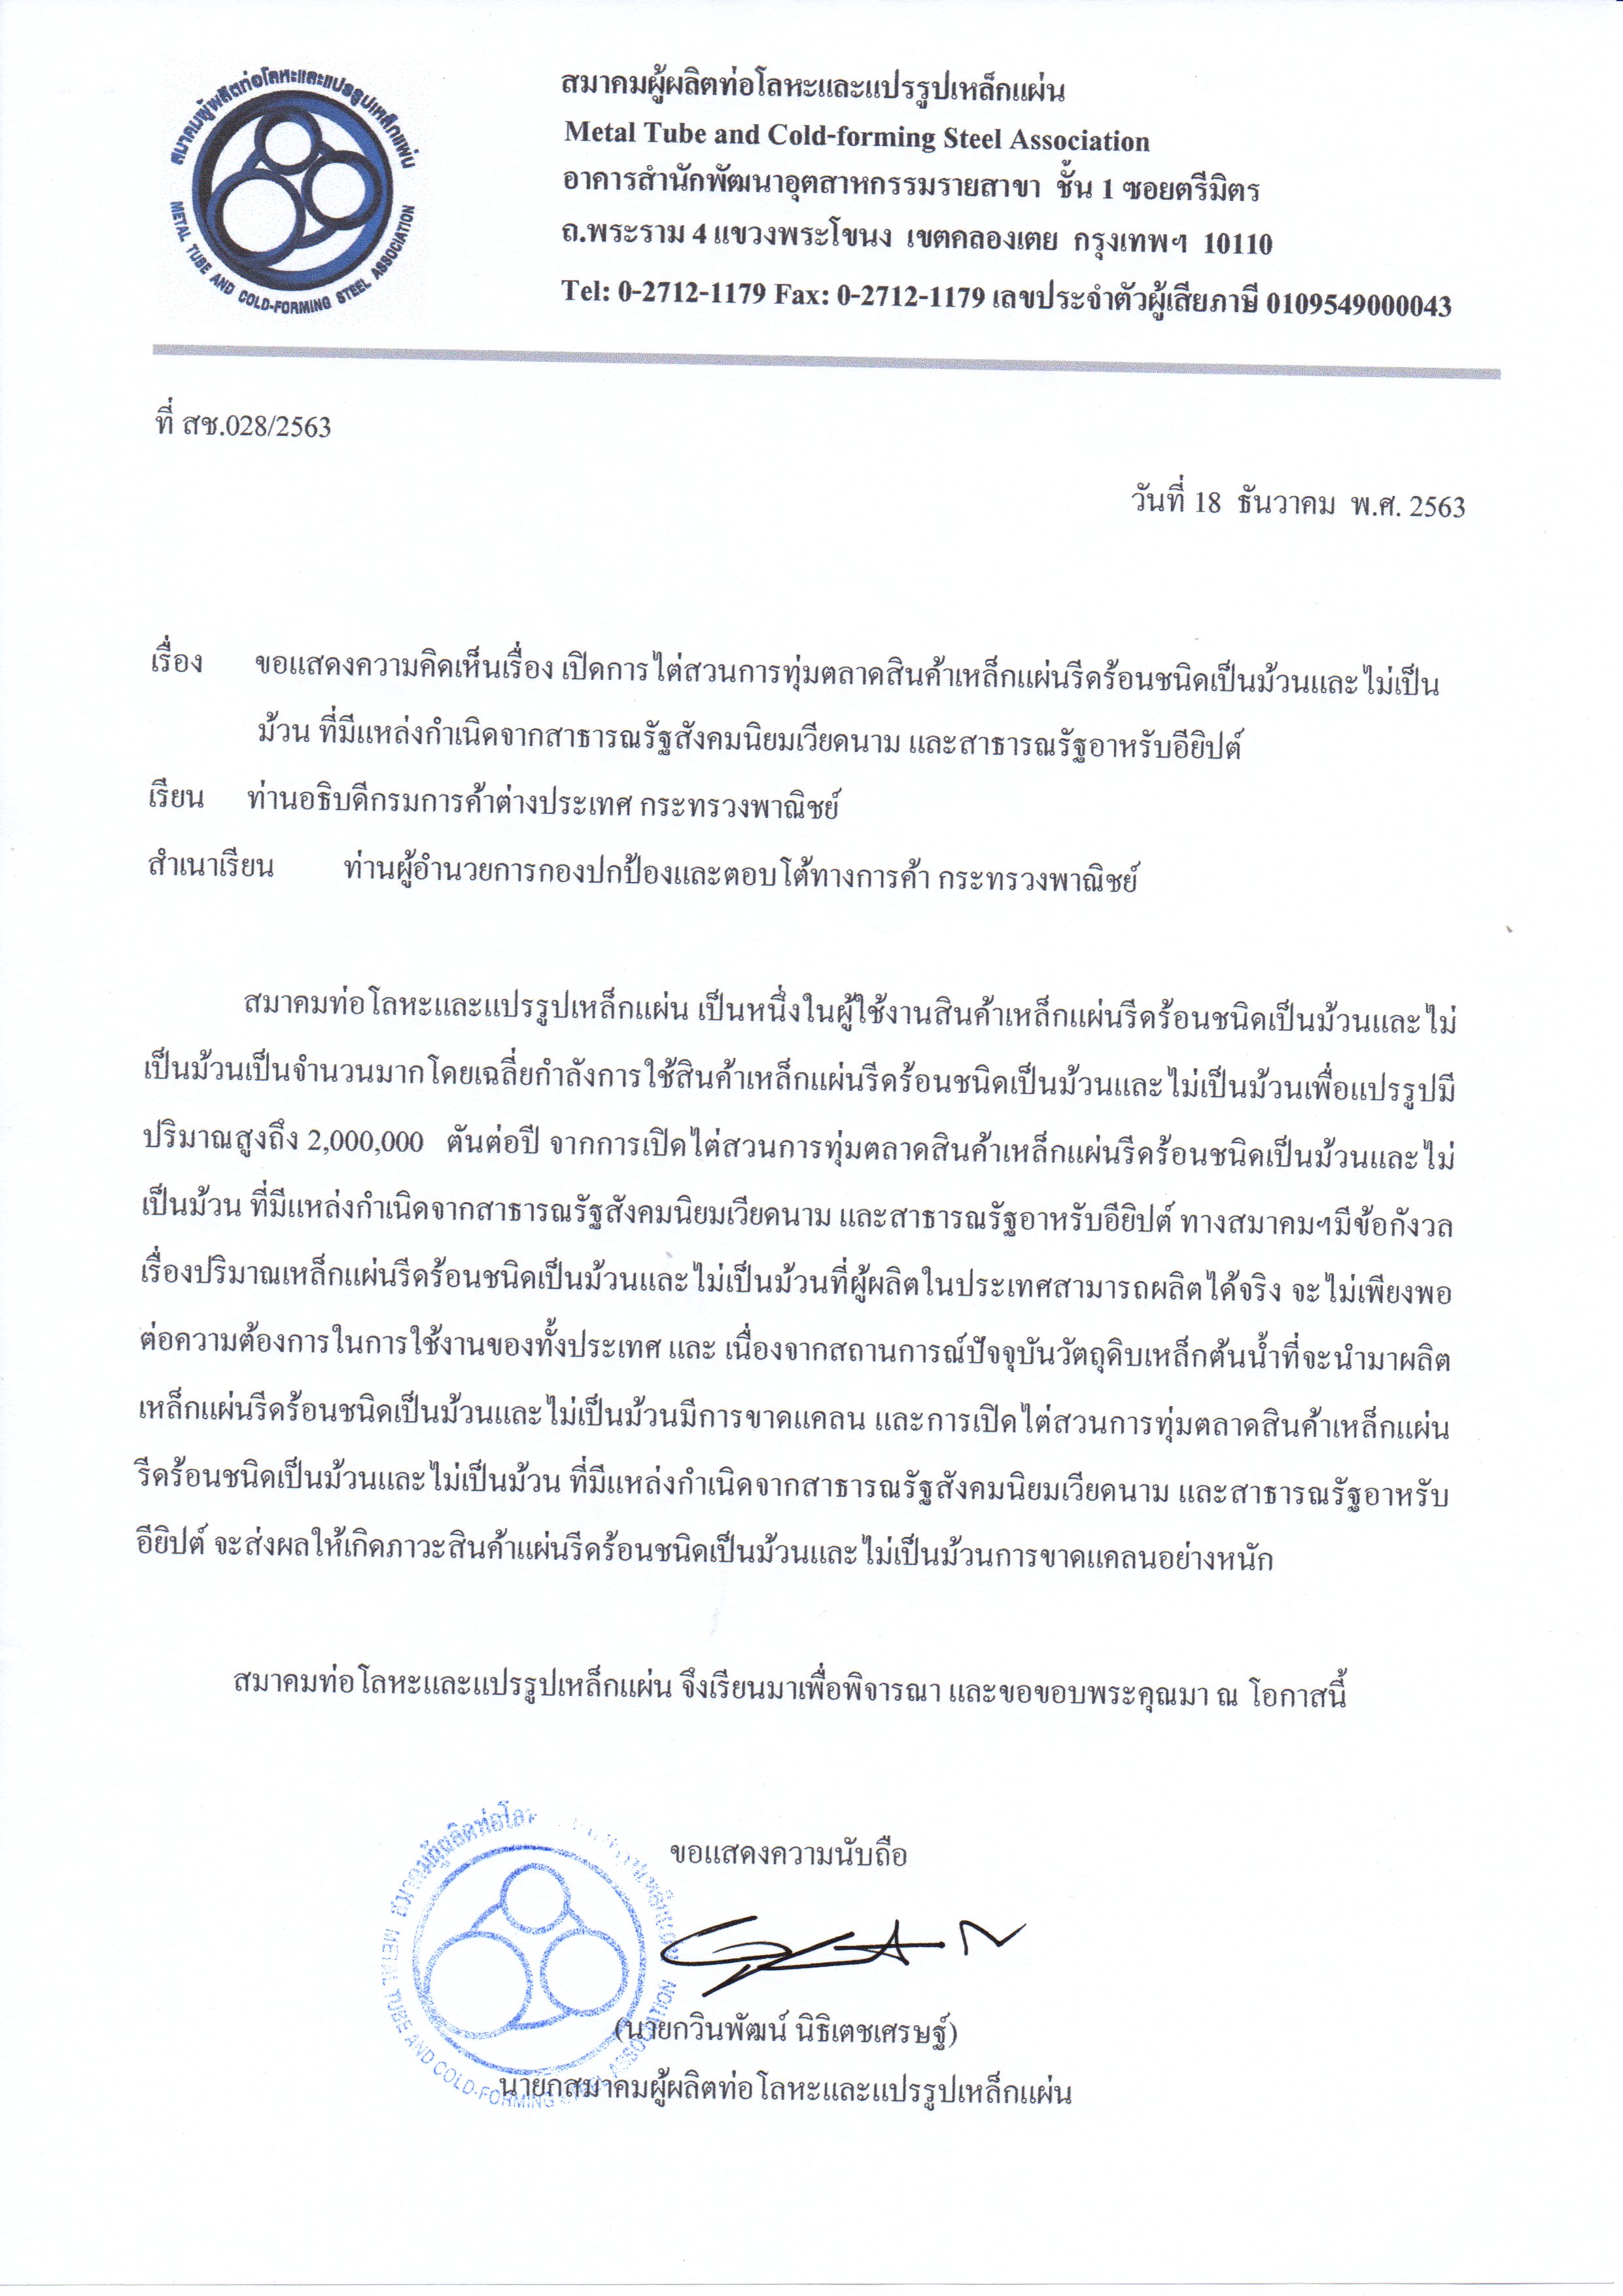 สมาคมผู้ผลิตท่อโลหะและแปรรูปเหล็กแผ่น
METAL TUBE AND COLD-FORMING STEEL ASSOCIATION
สมาคมผู้ผลิตท่อโลหะและแปรรูปเหล็กแผ่น
Metal Tube and Cold-forming Steel Association
อาคารสำนักพัฒนาอุตสาหกรรมรายสาขา ชั้น 1 ซอยตรีมิตร
ถ.พระราม 4 แขวงพระโขนง เขตคลองเตย กรุงเทพฯ 10110
Tel: 0-2712-1179 Fax: 0-2712-1179 เลขประจำตัวผู้เสียภาษี 0109549000043
ที่ สช.028/2563
วันที่ 18 ธันวาคม พ.ศ. 2563
เรื่อง ขอแสดงความคิดเห็นเรื่อง เปิดการไต่สวนการทุ่มตลาดสินค้าเหล็กแผ่นรีดร้อนชนิดเป็นม้วนและไม่เป็น
ม้วน ที่มีแหล่งกำเนิดจากสาธารณรัฐสังคมนิยมเวียดนาม และสาธารณรัฐอาหรับอียิปต์
เรียน ท่านอธิบดีกรมการค้าต่างประเทศ กระทรวงพาณิชย์
สำเนาเรียน ท่านผู้อำนวยการกองปกป้องและตอบโต้ทางการค้า กระทรวงพาณิชย์
สมาคมท่อโลหะและแปรรูปเหล็กแผ่น เป็นหนึ่งในผู้ใช้งานสินค้าเหล็กแผ่นรีดร้อนชนิดเป็นม้วนและไม่
เป็นม้วนเป็นจำนวนมากโดยเฉลี่ยกำลังการใช้สินค้าเหล็กแผ่นรีดร้อนชนิดเป็นม้วนและไม่เป็นม้วนเพื่อแปรรูปมี
ปริมาณสูงถึง 2,000,000 ตันต่อปี จากการเปิดไต่สวนการทุ่มตลาดสินค้าเหล็กแผ่นรีดร้อนชนิดเป็นม้วนและไม่
เป็นม้วน ที่มีแหล่งกำเนิดจากสาธารณรัฐสังคมนิยมเวียดนาม และสาธารณรัฐอาหรับอียิปต์ ทางสมาคมฯมีข้อกังวล
เรื่องปริมาณเหล็กแผ่นรีดร้อนชนิดเป็นม้วนและไม่เป็นม้วนที่ผู้ผลิตในประเทศสามารถผลิตได้จริง จะไม่เพียงพอ
ต่อความต้องการในการใช้งานของทั้งประเทศ และ เนื่องจากสถานการณ์ปัจจุบันวัตถุดิบเหล็กต้นน้ำที่จะนำมาผลิต
เหล็กแผ่นรีดร้อนชนิดเป็นม้วนและไม่เป็นม้วนมีการขาดแคลน และการเปิดไต่สวนการทุ่มตลาดสินค้าเหล็กแผ่น
รีดร้อนชนิดเป็นม้วนและไม่เป็นม้วน ที่มีแหล่งกำเนิดจากสาธารณรัฐสังคมนิยมเวียดนาม และสาธารณรัฐอาหรับ
อียิปต์ จะส่งผลให้เกิดภาวะสินค้าแผ่นรีดร้อนชนิดเป็นม้วนและไม่เป็นม้วนการขาดแคลนอย่างหนัก
สมาคมท่อโลหะและแปรรูปเหล็กแผ่น จึงเรียนมาเพื่อพิจารณา และขอขอบพระคุณมา ณ โอกาสนี้
ขอแสดงความนับถือ
METAL TUBE AND COLD-FORMING ASSOCIATION
(นายกวินพัฒน์ นิธิเตชเศรษฐ์)
นายกสมาคมผู้ผลิตท่อโลหะและแปรรูปเหล็กแผ่น